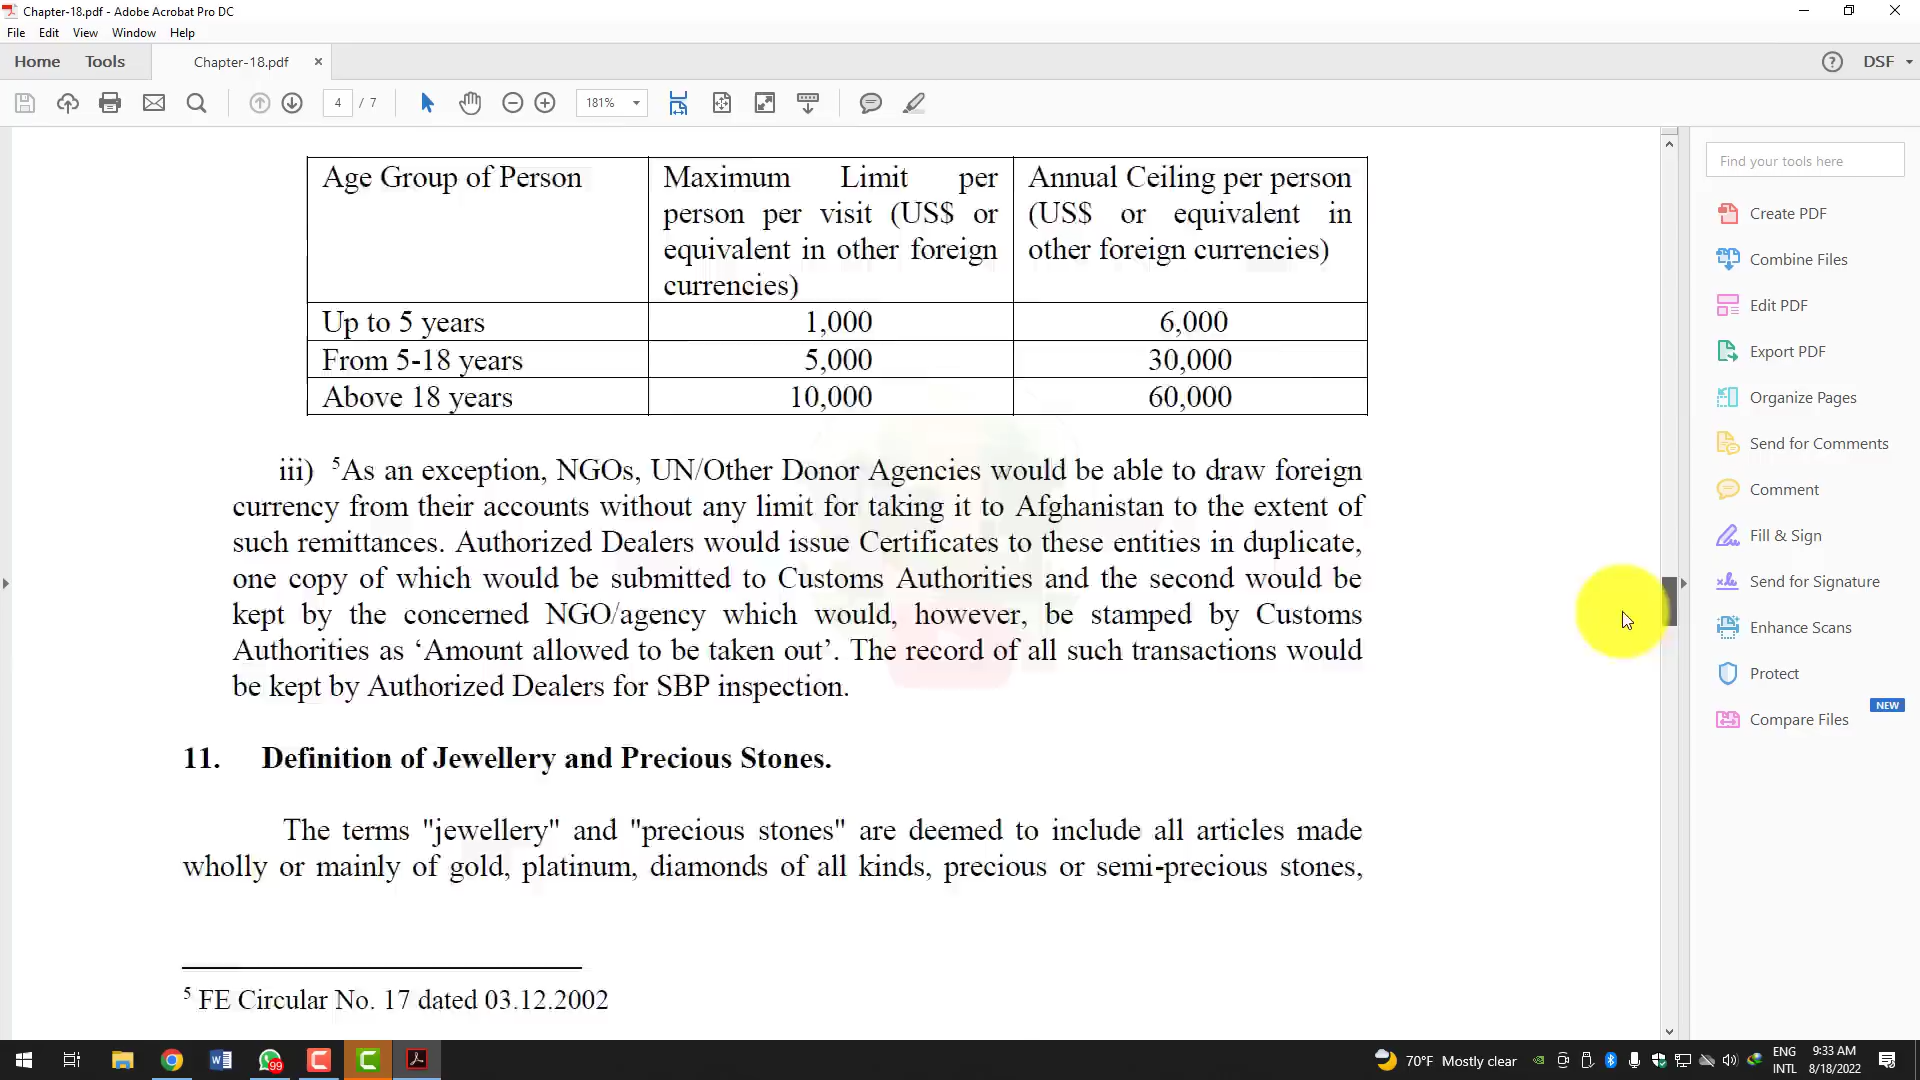 Chapter-18.pdf - Adobe Acrobat Pro DC
File Edit View Window Help
Home Tools Chapter-18.pdf × DSF
4 / 7 181%
Age Group of Person
Maximum Limit per
person per visit (US$ or
equivalent in other foreign
currencies)
Annual Ceiling per person
(US$ or equivalent in
other foreign currencies)
Up to 5 years 1,000 6,000
From 5-18 years 5,000 30,000
Above 18 years 10,000 60,000
iii) 5As an exception, NGOs, UN/Other Donor Agencies would be able to draw foreign
currency from their accounts without any limit for taking it to Afghanistan to the extent of
such remittances. Authorized Dealers would issue Certificates to these entities in duplicate,
one copy of which would be submitted to Customs Authorities and the second would be
kept by the concerned NGO/agency which would, however, be stamped by Customs
Authorities as ‘Amount allowed to be taken out’. The record of all such transactions would
be kept by Authorized Dealers for SBP inspection.
11. Definition of Jewellery and Precious Stones.
The terms "jewellery" and "precious stones" are deemed to include all articles made
wholly or mainly of gold, platinum, diamonds of all kinds, precious or semi-precious stones,
5 FE Circular No. 17 dated 03.12.2002
Find your tools here
Create PDF
Combine Files
Edit PDF
Export PDF
Organize Pages
Send for Comments
Comment
Fill & Sign
Send for Signature
Enhance Scans
Protect
NEW
Compare Files
99
70°F Mostly clear
ENG
INTL
9:33 AM
8/18/2022